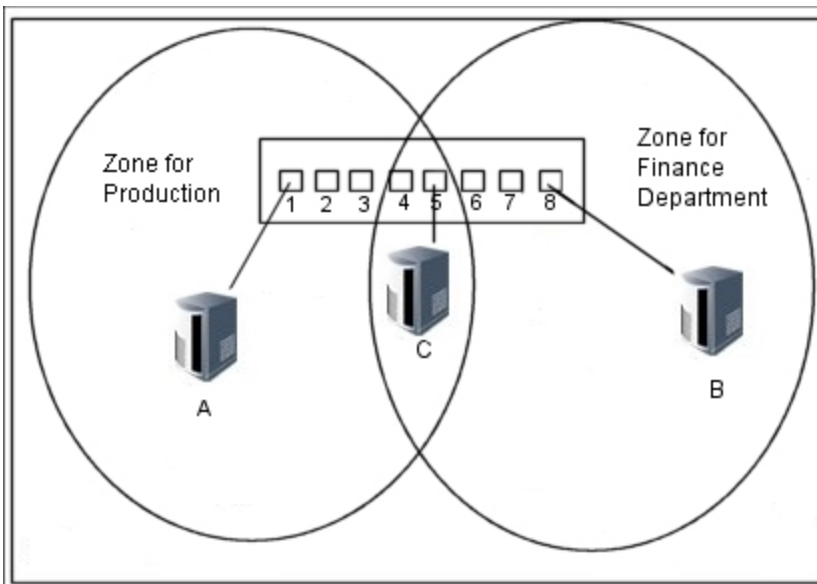 Zone for
Production
Zone for
Finance
Department
1 2 3 4 5 6 7 8
A
C
B